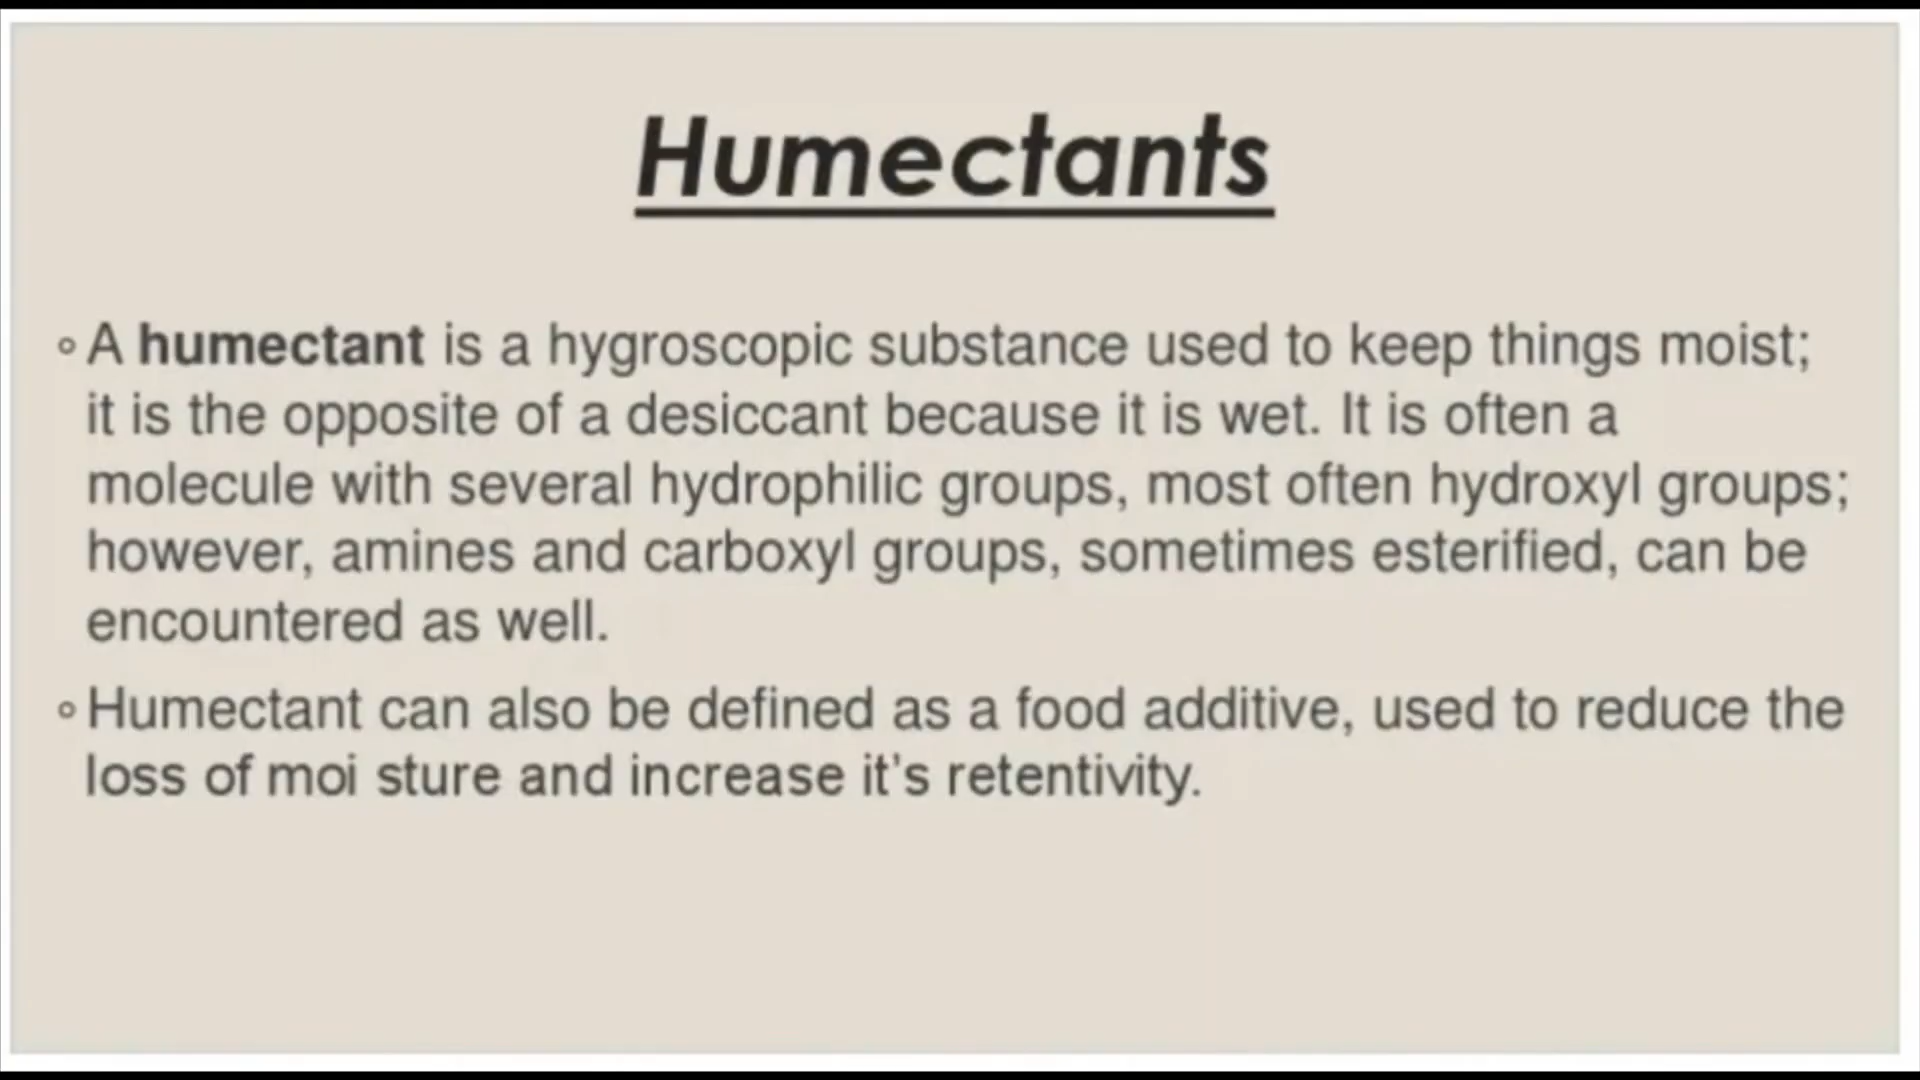 Humectants
◦ A humectant is a hygroscopic substance used to keep things moist;
it is the opposite of a desiccant because it is wet. It is often a
molecule with several hydrophilic groups, most often hydroxyl groups;
however, amines and carboxyl groups, sometimes esterified, can be
encountered as well.
◦ Humectant can also be defined as a food additive, used to reduce the
loss of moi sture and increase it’s retentivity.